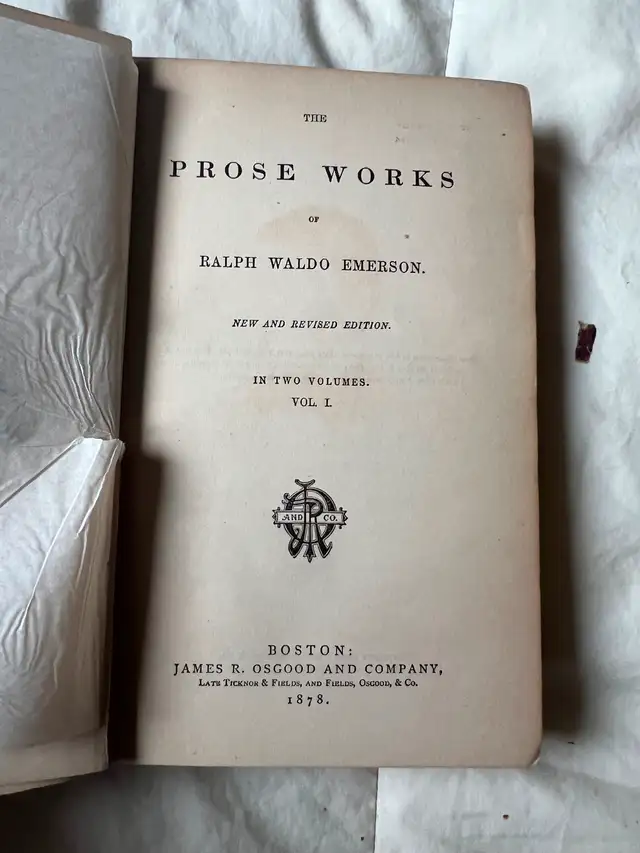 THE
PROSE WORKS
OF
RALPH WALDO EMERSON.
NEW AND REVISED EDITION.
IN TWO VOLUMES.
VOL. I.
AND CO.
BOSTON:
JAMES R. OSGOOD AND COMPANY,
LATE TICKNOR & FIELDS, AND FIELDS, OSGOOD, & CO.
1878.